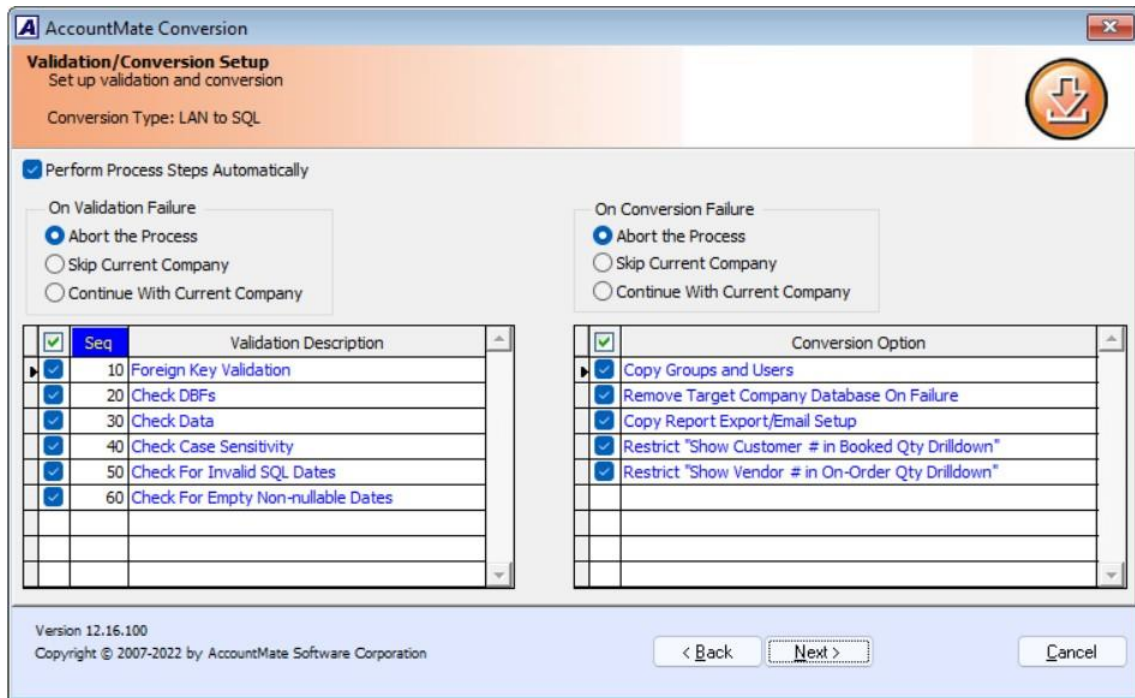 AccountMate Conversion
Validation/Conversion Setup
Set up validation and conversion
Conversion Type: LAN to SQL
Perform Process Steps Automatically
On Validation Failure
Abort the Process
Skip Current Company
Continue With Current Company
On Conversion Failure
Abort the Process
Skip Current Company
Continue With Current Company
Seq Validation Description
10 Foreign Key Validation
20 Check DBFs
30 Check Data
40 Check Case Sensitivity
50 Check For Invalid SQL Dates
60 Check For Empty Non-nullable Dates
Conversion Option
Copy Groups and Users
Remove Target Company Database On Failure
Copy Report Export/Email Setup
Restrict "Show Customer # in Booked Qty Drilldown"
Restrict "Show Vendor # in On-Order Qty Drilldown"
Version 12.16.100
Copyright © 2007-2022 by AccountMate Software Corporation
< Back
Next >
Cancel